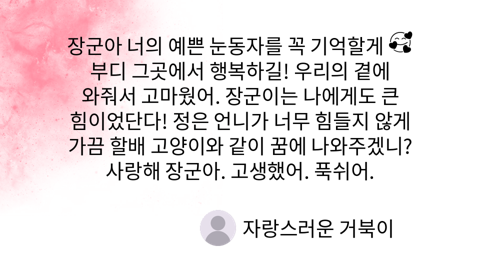 장군아 너의 예쁜 눈동자를 꼭 기억할게 🥰
부디 그곳에서 행복하길! 우리의 곁에
와줘서 고마웠어. 장군이는 나에게도 큰
힘이었단다! 정은 언니가 너무 힘들지 않게
가끔 할배 고양이와 같이 꿈에 나와주겠니?
사랑해 장군아. 고생했어. 푹쉬어.
자랑스러운 거북이